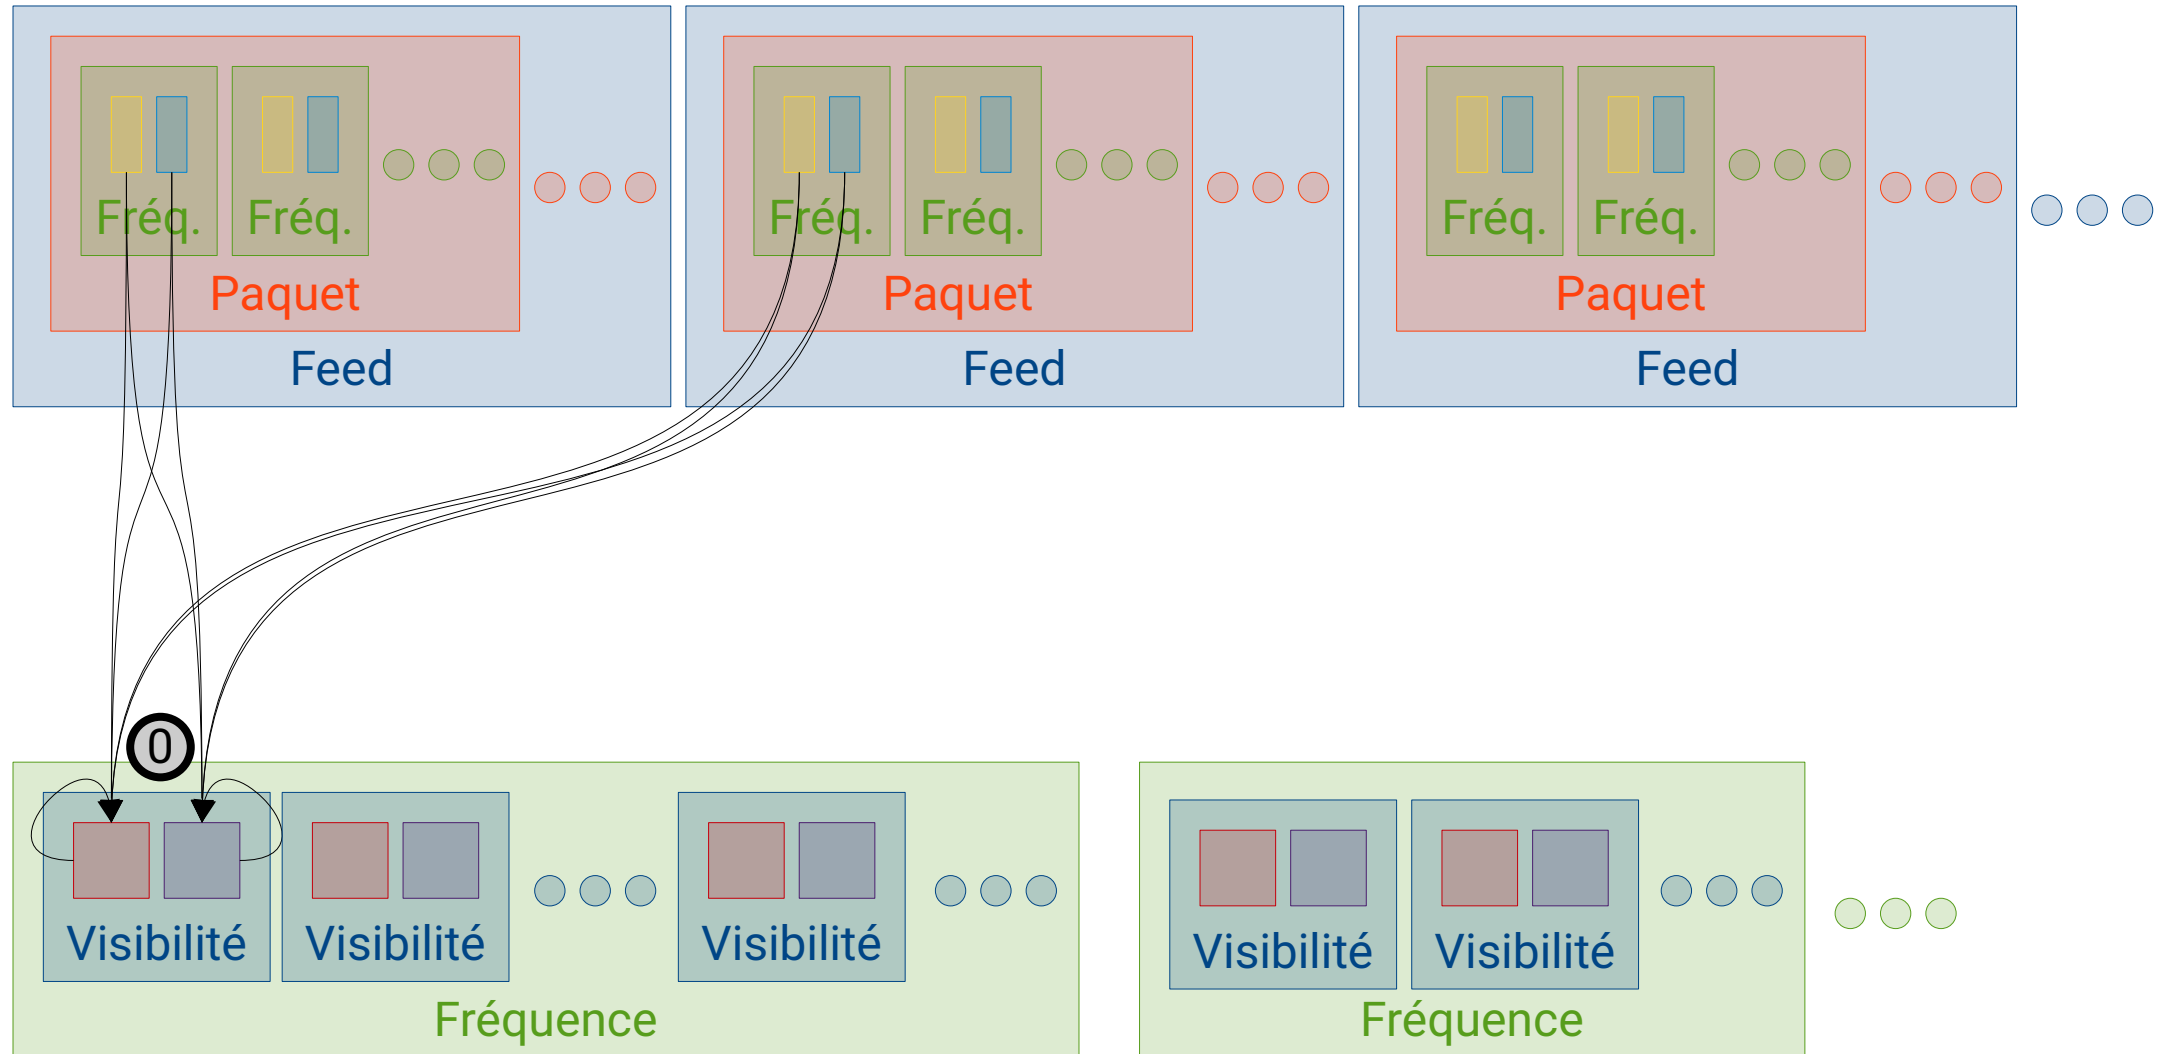 Fréq. Fréq. Fréq. Fréq. Fréq. Fréq.
Paquet Paquet Paquet
Feed Feed Feed
0
Visibilité Visibilité Visibilité Visibilité Visibilité
Fréquence Fréquence